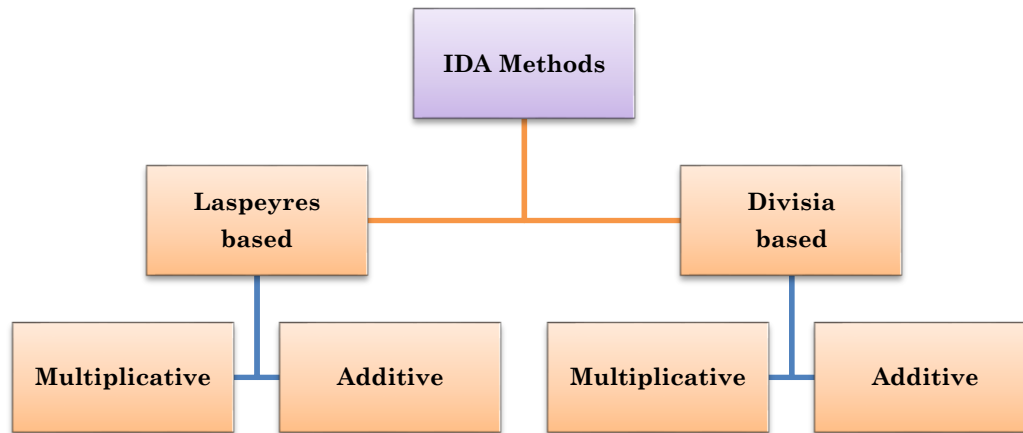 IDA Methods
Laspeyres
based
Divisia
based
Multiplicative
Additive
Multiplicative
Additive